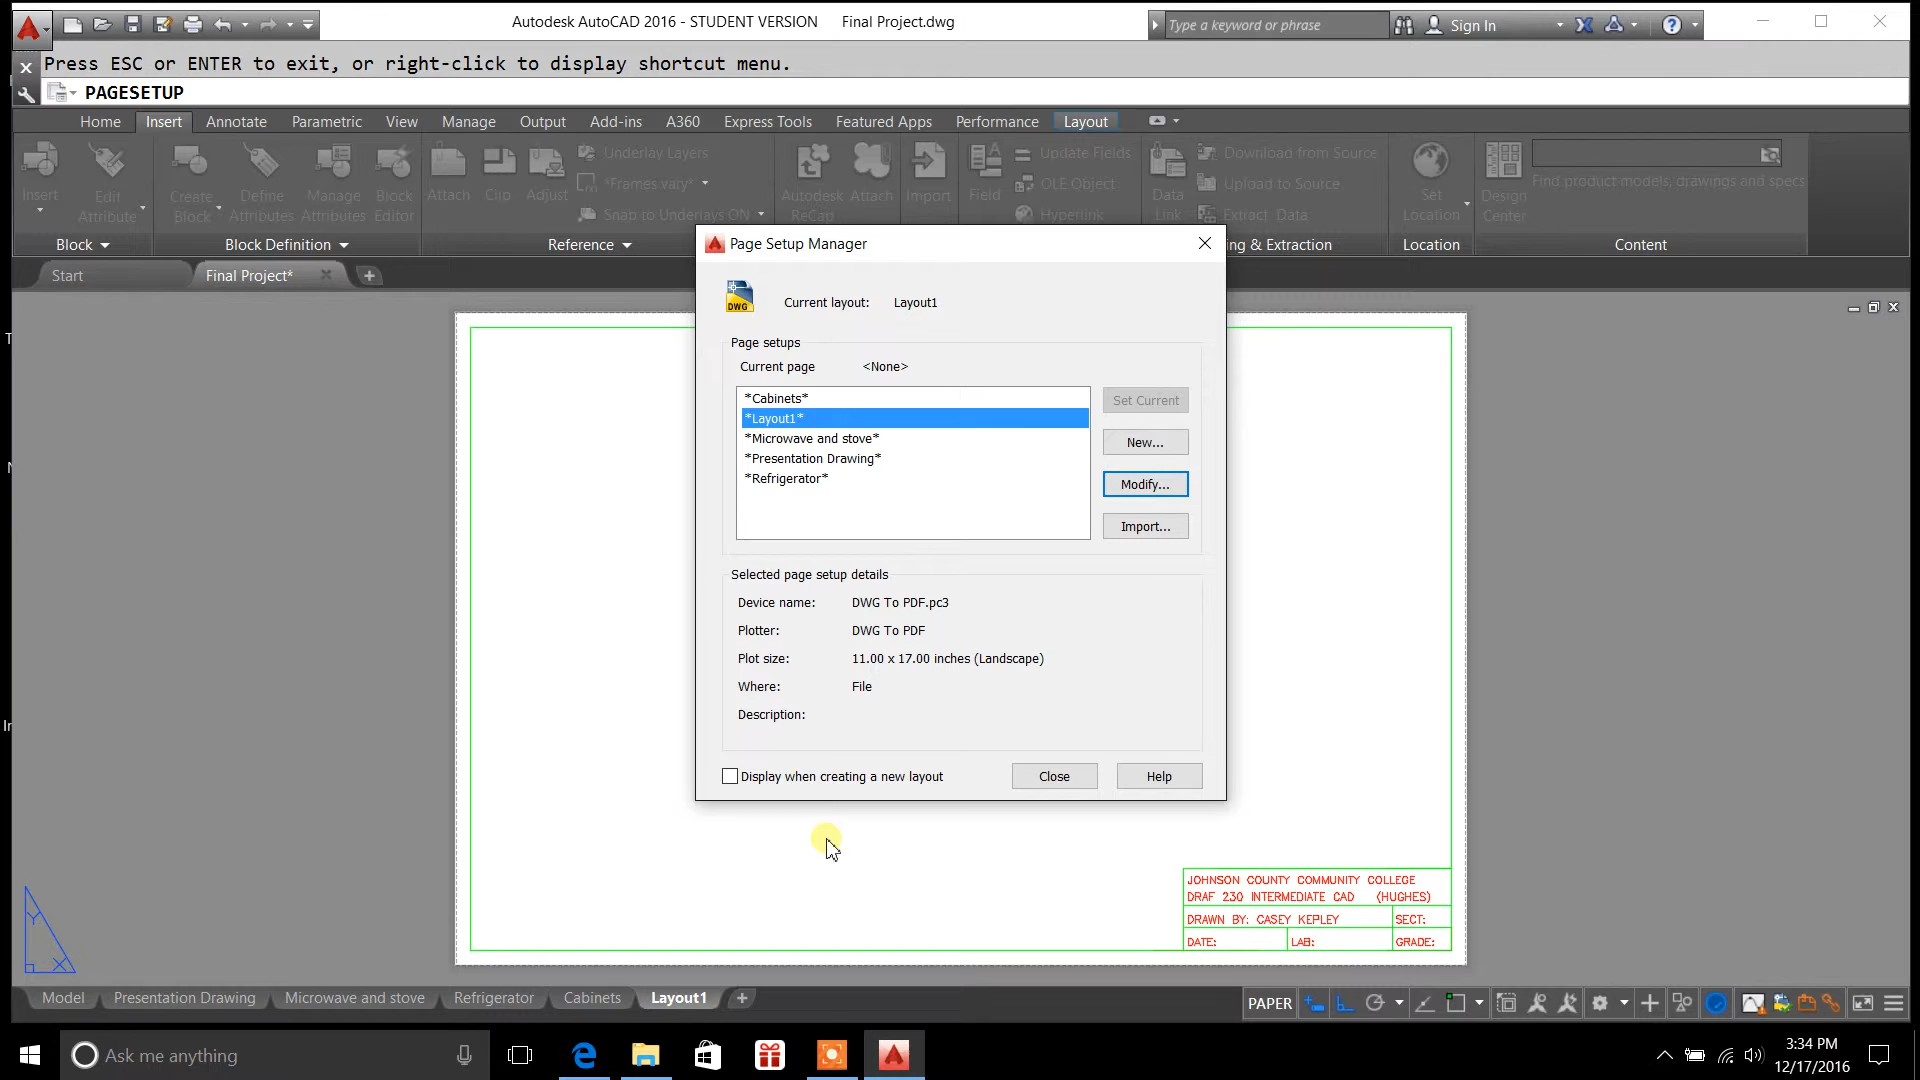 Autodesk AutoCAD 2016 - STUDENT VERSION Final Project.dwg
Type a keyword or phrase
Sign In
Press ESC or ENTER to exit, or right-click to display shortcut menu.
PAGESETUP
Home Insert Annotate Parametric View Manage Output Add-ins A360 Express Tools Featured Apps Performance Layout
Insert
Edit
Attribute
Create
Block
Define
Attributes
Manage
Attributes
Block
Editor
Attach
Clip
Adjust
Underlay Layers
*Frames vary*
Snap to Underlays ON
Autodesk
ReCap
Attach
Import
Field
Update Fields
OLE Object
Hyperlink
Data
Link
Download from Source
Upload to Source
Extract Data
Set
Location
Design
Center
Find product models, drawings and specs
Block
Block Definition
Reference
g & Extraction
Location
Content
Start
Final Project*
Page Setup Manager
DWG
Current layout: Layout1
Page setups
Current page <None>
*Cabinets*
*Layout1*
*Microwave and stove*
*Presentation Drawing*
*Refrigerator*
Set Current
New...
Modify...
Import...
Selected page setup details
Device name: DWG To PDF.pc3
Plotter: DWG To PDF
Plot size: 11.00 x 17.00 inches (Landscape)
Where: File
Description:
Display when creating a new layout
Close
Help
JOHNSON COUNTY COMMUNITY COLLEGE
DRAF 230 INTERMEDIATE CAD (HUGHES)
DRAWN BY: CASEY KEPLEY SECT:
DATE: LAB: GRADE:
Y
X
Model Presentation Drawing Microwave and stove Refrigerator Cabinets Layout1
PAPER
Ask me anything
3:34 PM
12/17/2016